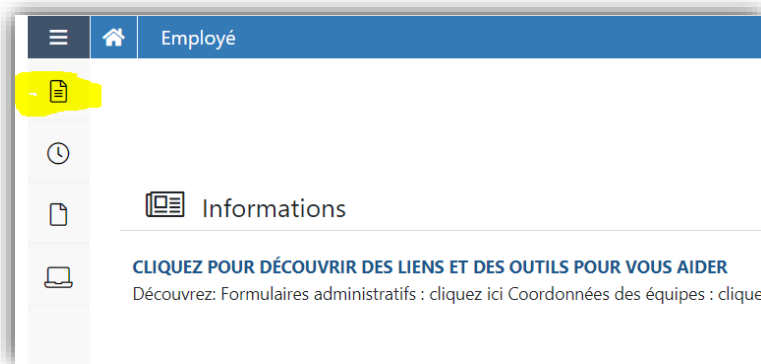 Employé
Informations
CLIQUEZ POUR DÉCOUVRIR DES LIENS ET DES OUTILS POUR VOUS AIDER
Découvrez: Formulaires administratifs : cliquez ici Coordonnées des équipes : clique